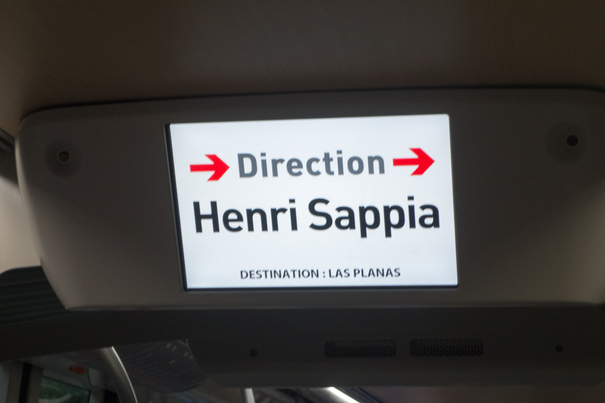 Direction
Henri Sappia
DESTINATION : LAS PLANAS